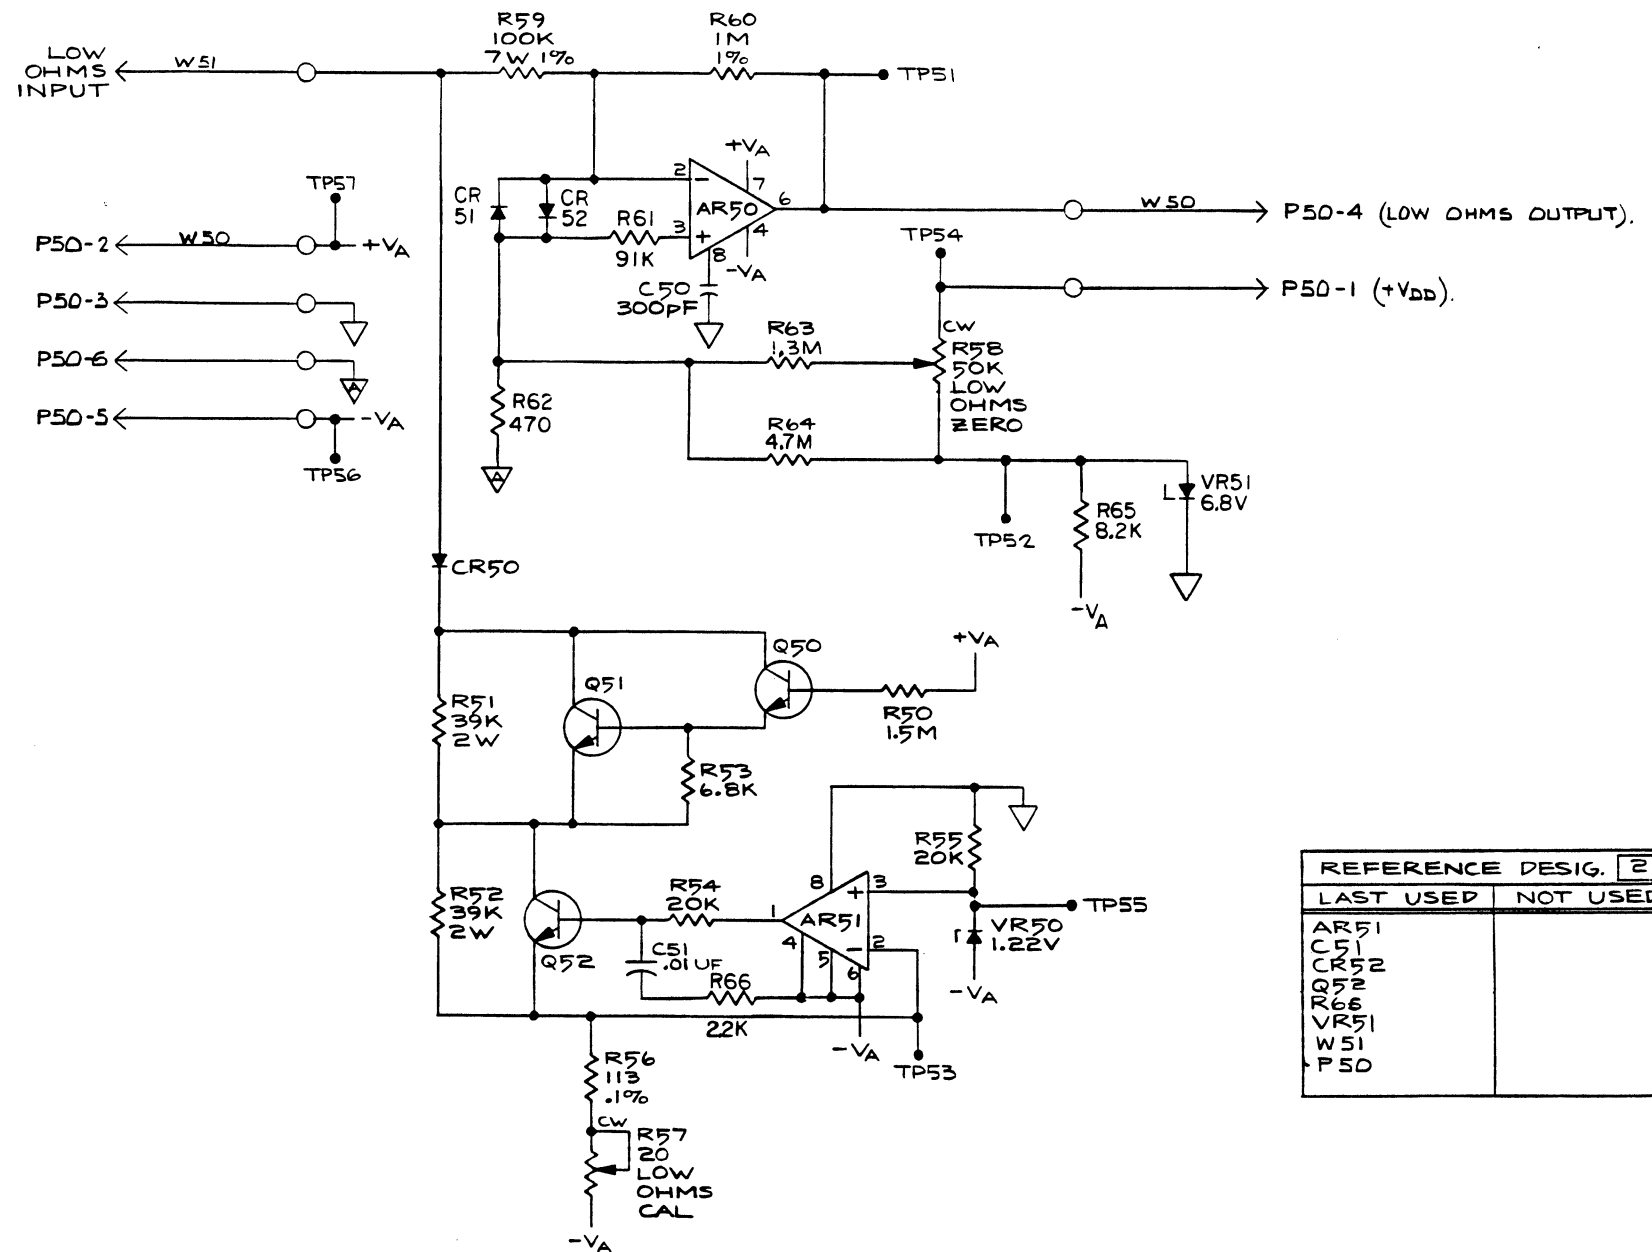 LOW
OHMS
INPUT
W51
R59
100K
7W 1%
R60
1M
1%
TP51
TP57
P50-2
W50
+VA
P50-3
P50-6
A
P50-5
-VA
TP56
CR
51
CR
52
R61
91K
2
-
3
+
AR50
+VA
7
6
4
-VA
8
C50
300pF
W50
P50-4 (LOW OHMS OUTPUT).
TP54
P50-1 (+VDD).
CW
R58
50K
LOW
OHMS
ZERO
R63
1.3M
R62
470
A
R64
4.7M
TP52
R65
8.2K
-VA
VR51
6.8V
CR50
Q50
+VA
R50
1.5M
Q51
R51
39K
2W
R53
6.8K
R55
20K
R52
39K
2W
Q52
R54
20K
C51
.01UF
R66
22K
8
+
3
1
AR51
4
5
-
2
6
-VA
TP55
VR50
1.22V
-VA
TP53
R56
113
.1%
CW
R57
20
LOW
OHMS
CAL
-VA
REFERENCE DESIG. 2
LAST USED
NOT USED
AR51
C51
CR52
Q52
R66
VR51
W51
P50